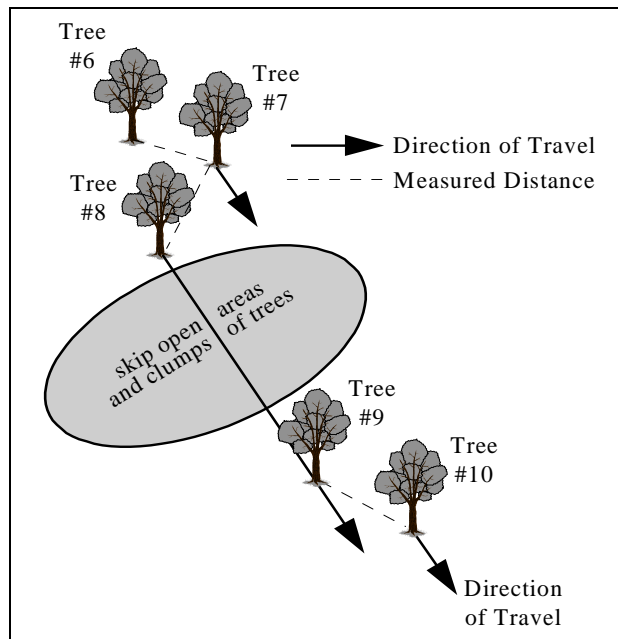 Tree
#6
Tree
#7
Direction of Travel
Measured Distance
Tree
#8
skip open areas
and clumps of trees
Tree
#9
Tree
#10
Direction
of Travel